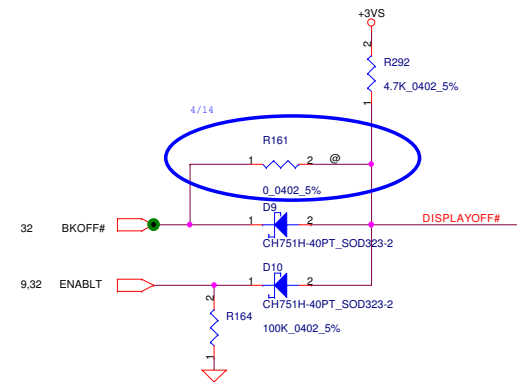 +3VS
2
R292
4.7K_0402_5%
1
4/14
R161
1 2 @
0_0402_5%
D9
32 BKOFF# 1 2 DISPLAYOFF#
CH751H-40PT_SOD323-2
D10
9,32 ENABLT 1 2
CH751H-40PT_SOD323-2
2
R164
100K_0402_5%
1